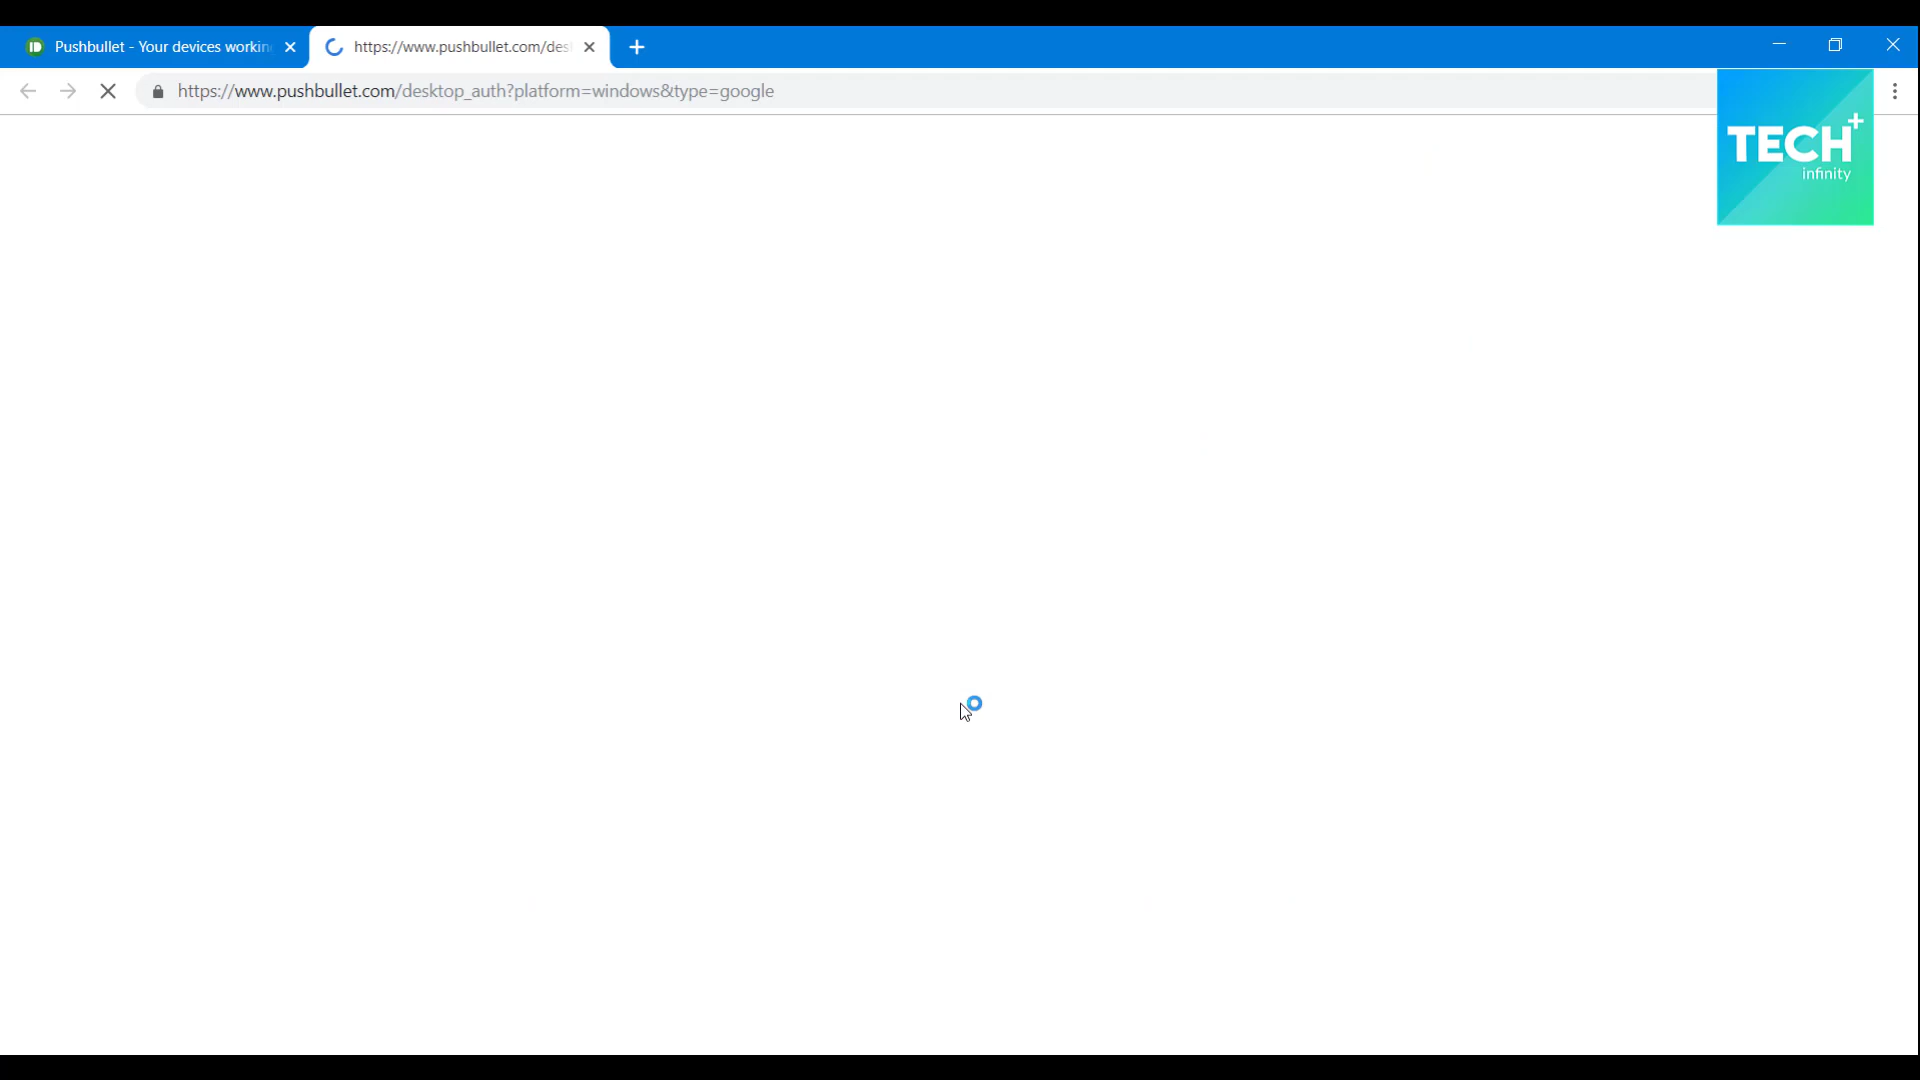 Pushbullet - Your devices workin
https://www.pushbullet.com/des
https://www.pushbullet.com/desktop_auth?platform=windows&type=google
TECH+
infinity